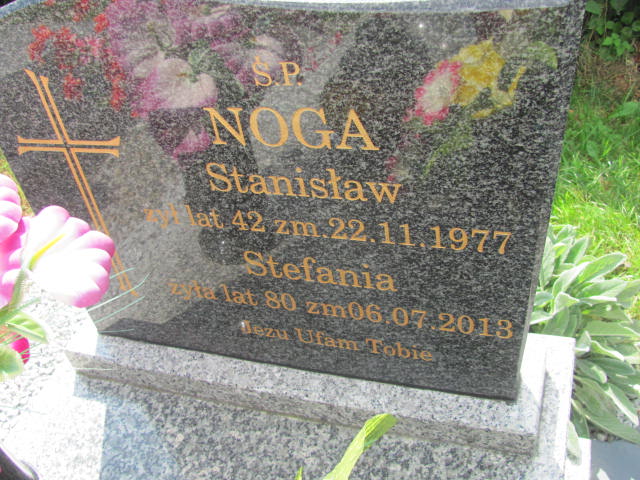 Ś.P.
NOGA
Stanisław
żył lat 42 zm.22.11.1977
Stefania
żyła lat 80 zm06.07.2013
Jezu Ufam Tobie